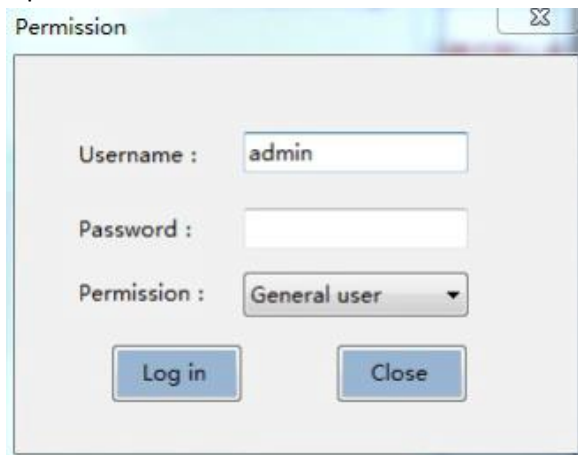 Permission
Username :
admin
Password :
Permission :
General user
Log in
Close